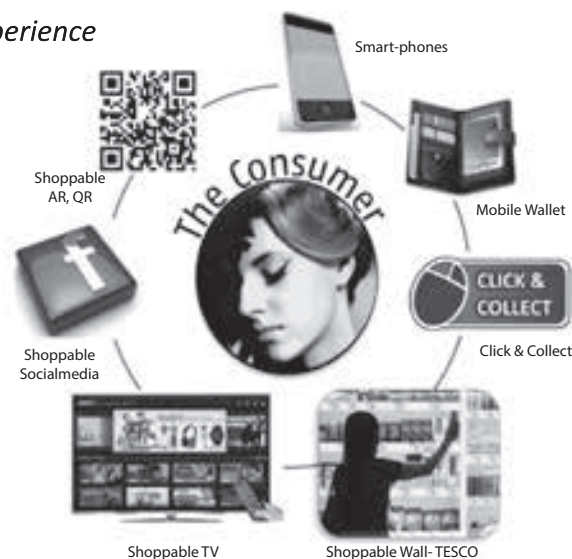 perience
Smart-phones
Shoppable
AR, QR
The Consumer
Mobile Wallet
CLICK &
COLLECT
Click & Collect
Shoppable
Socialmedia
Shoppable TV
Shoppable Wall- TESCO